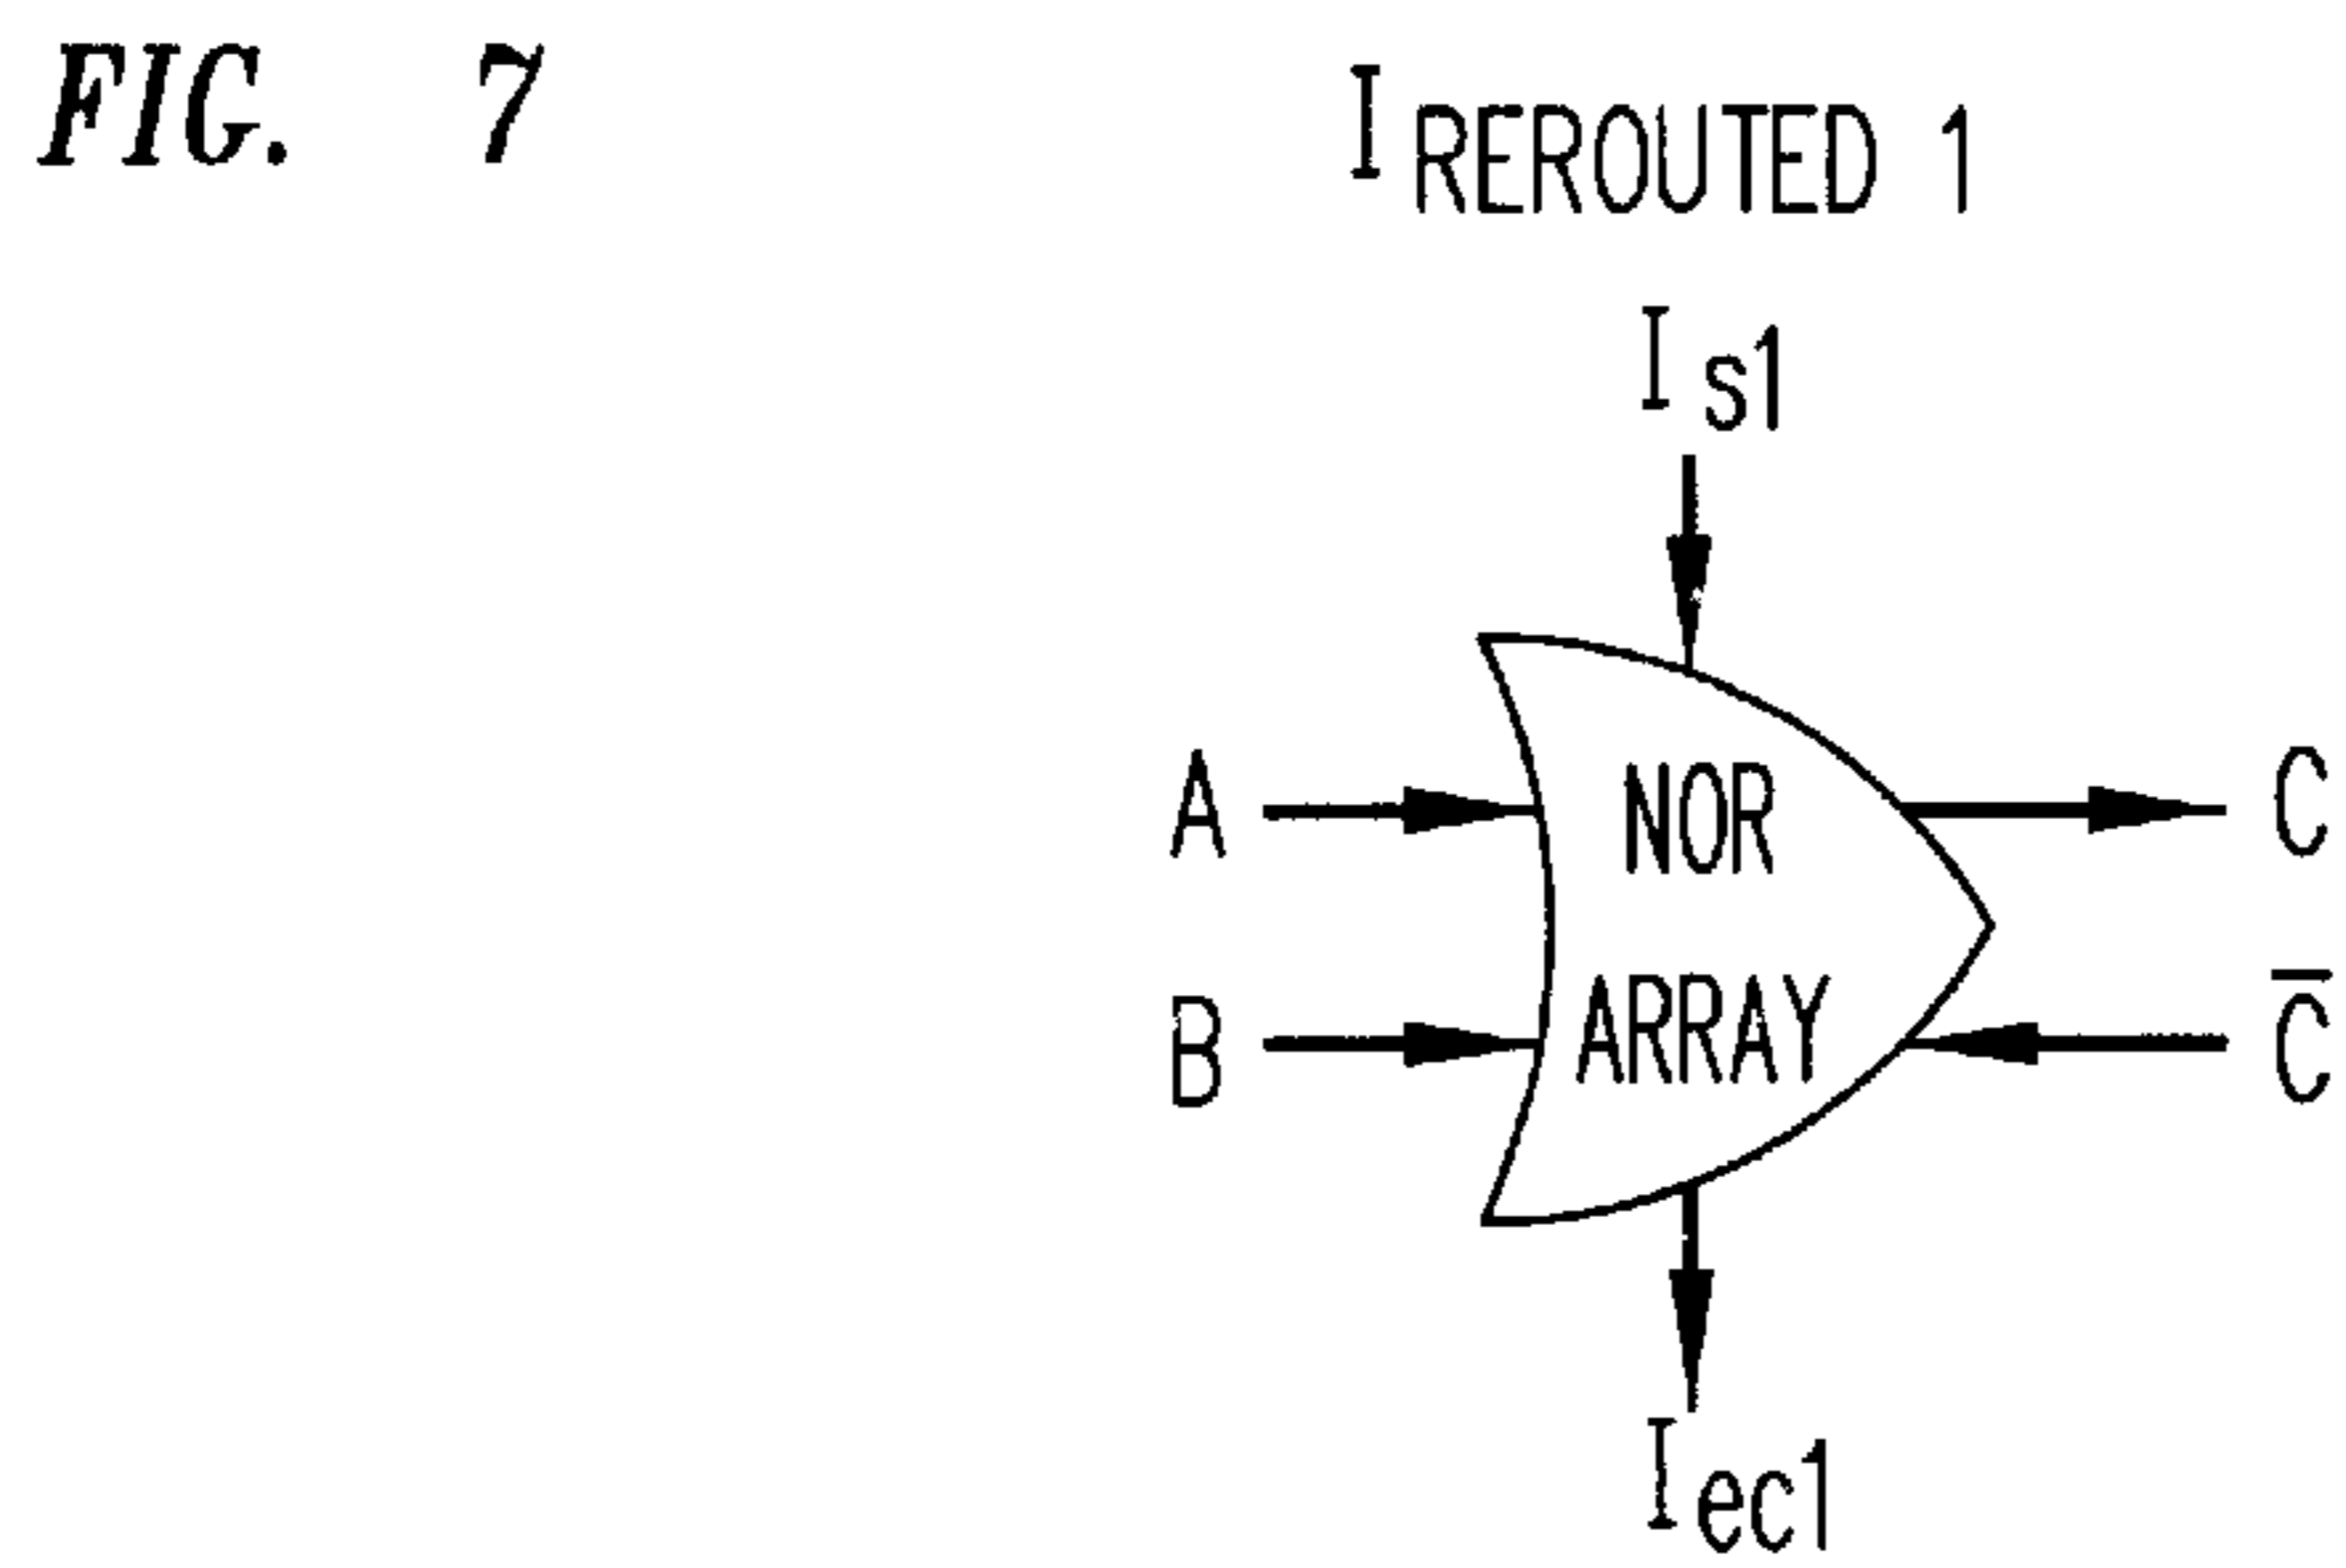 FIG. 7
I REROUTED 1
I s1
A
NOR
C
B
ARRAY
C̅
I ec1